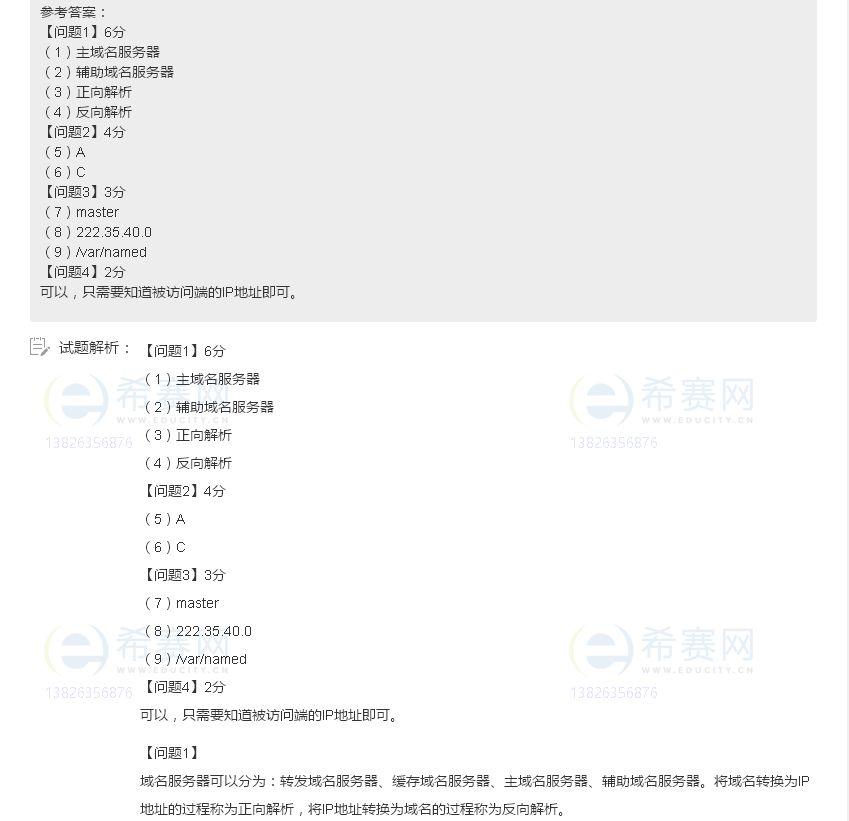 参考答案：
【问题1】6分
（1）主域名服务器
（2）辅助域名服务器
（3）正向解析
（4）反向解析
【问题2】4分
（5）A
（6）C
【问题3】3分
（7）master
（8）222.35.40.0
（9）/var/named
【问题4】2分
可以，只需要知道被访问端的IP地址即可。
试题解析：
【问题1】6分
（1）主域名服务器
（2）辅助域名服务器
（3）正向解析
（4）反向解析
【问题2】4分
（5）A
（6）C
【问题3】3分
（7）master
（8）222.35.40.0
（9）/var/named
【问题4】2分
可以，只需要知道被访问端的IP地址即可。
【问题1】
域名服务器可以分为：转发域名服务器、缓存域名服务器、主域名服务器、辅助域名服务器。将域名转换为IP
地址的过程称为正向解析，将IP地址转换为域名的过程称为反向解析。
希赛网
WWW.EDUCITY.CN
13826356876
希赛网
WWW.EDUCITY.CN
13826356876
希赛网
WWW.EDUCITY.CN
13826356876
希赛网
WWW.EDUCITY.CN
13826356876